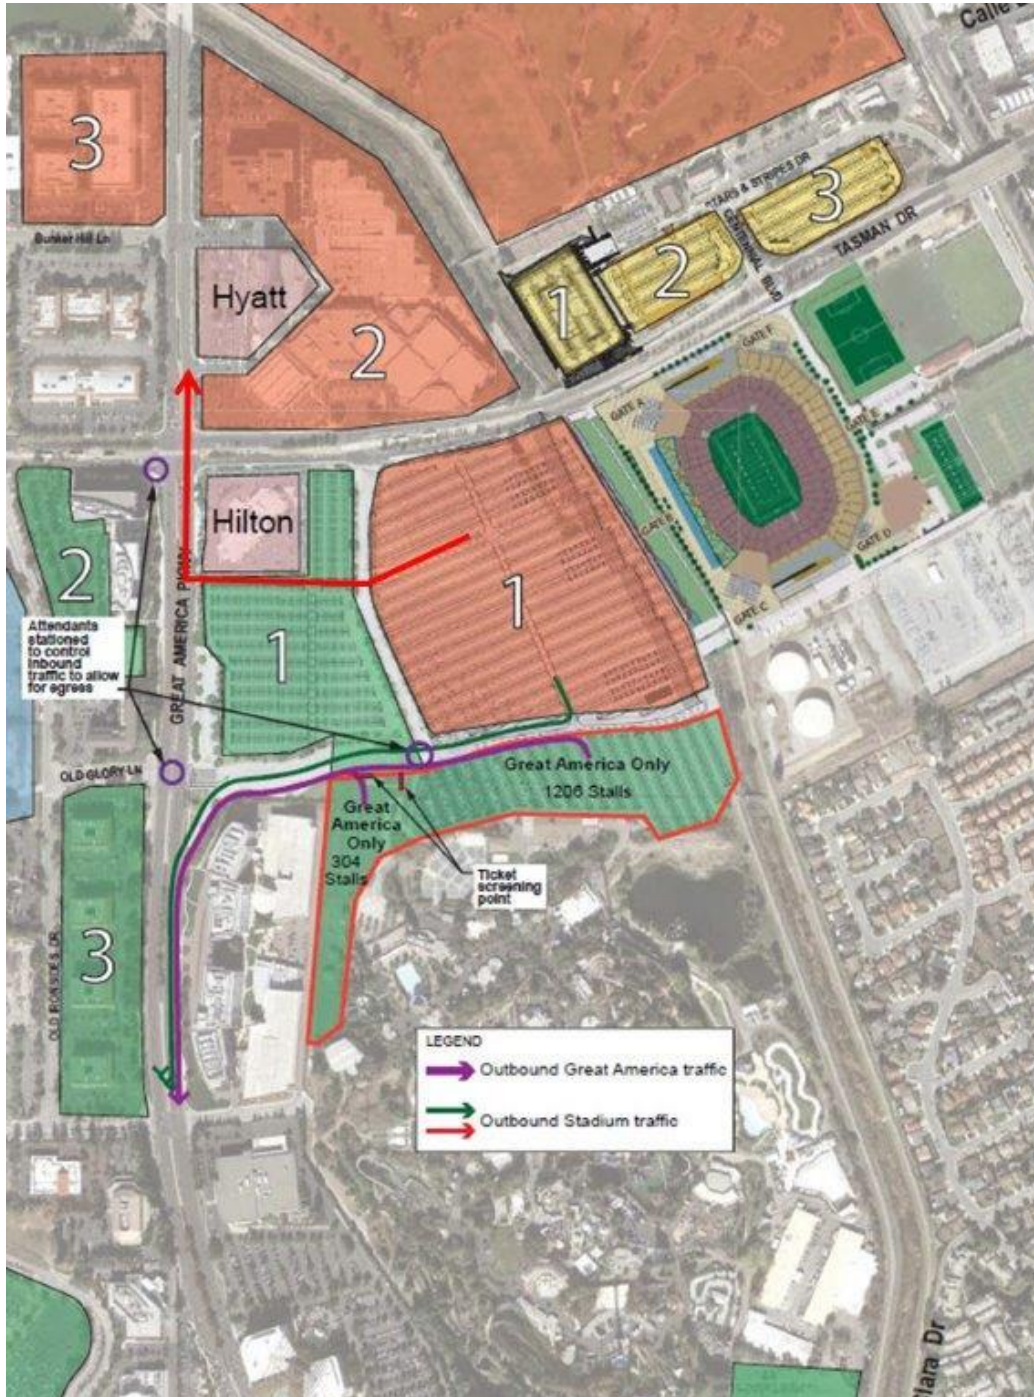 Calle
3
Bunker Hill Ln
STARS & STRIPES DR
3
CENTENNIAL BLVD
TASMAN DR
2
1
Hyatt
2
GATE F
GATE A
GATE E
Hilton
GATE B
GATE D
GATE C
2
1
1
Attendants
stationed
to control
inbound
traffic to allow
for egress
GREAT AMERICA PKWY
OLD GLORY LN
Great America Only
1206 Stalls
Great
America
Only
304
Stalls
Ticket
screening
point
3
OLD IRONSIDES DR
LEGEND
Outbound Great America traffic
Outbound Stadium traffic
lara Dr